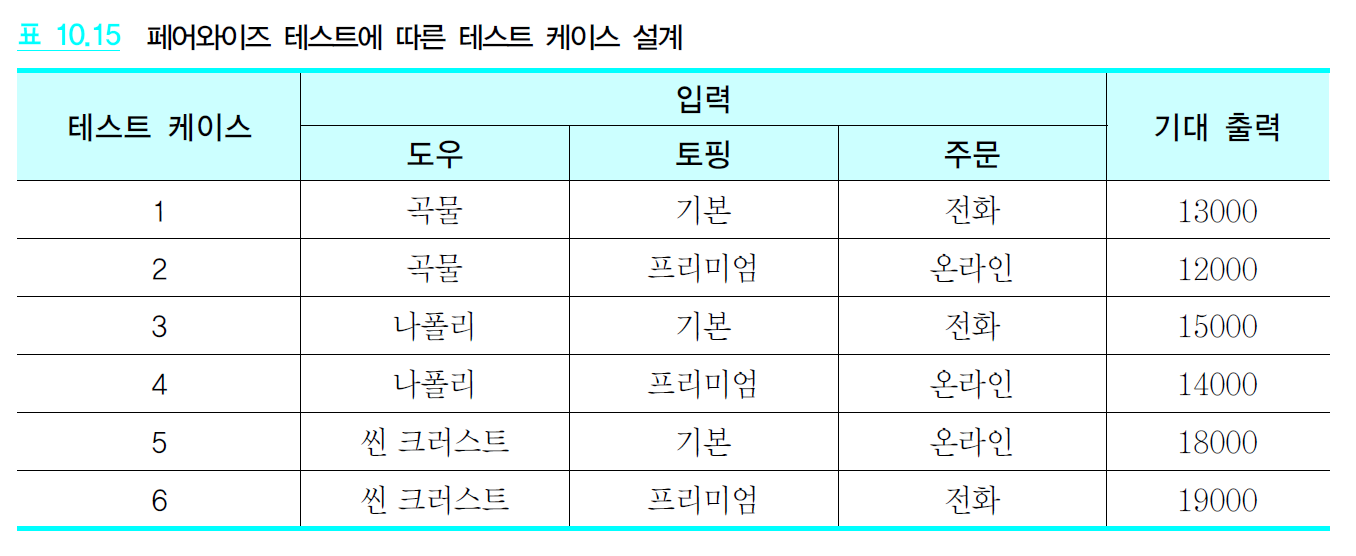 표 10.15 페어와이즈 테스트에 따른 테스트 케이스 설계
테스트 케이스 입력 기대 출력
도우 토핑 주문
1 곡물 기본 전화 13000
2 곡물 프리미엄 온라인 12000
3 나폴리 기본 전화 15000
4 나폴리 프리미엄 온라인 14000
5 씬 크러스트 기본 온라인 18000
6 씬 크러스트 프리미엄 전화 19000